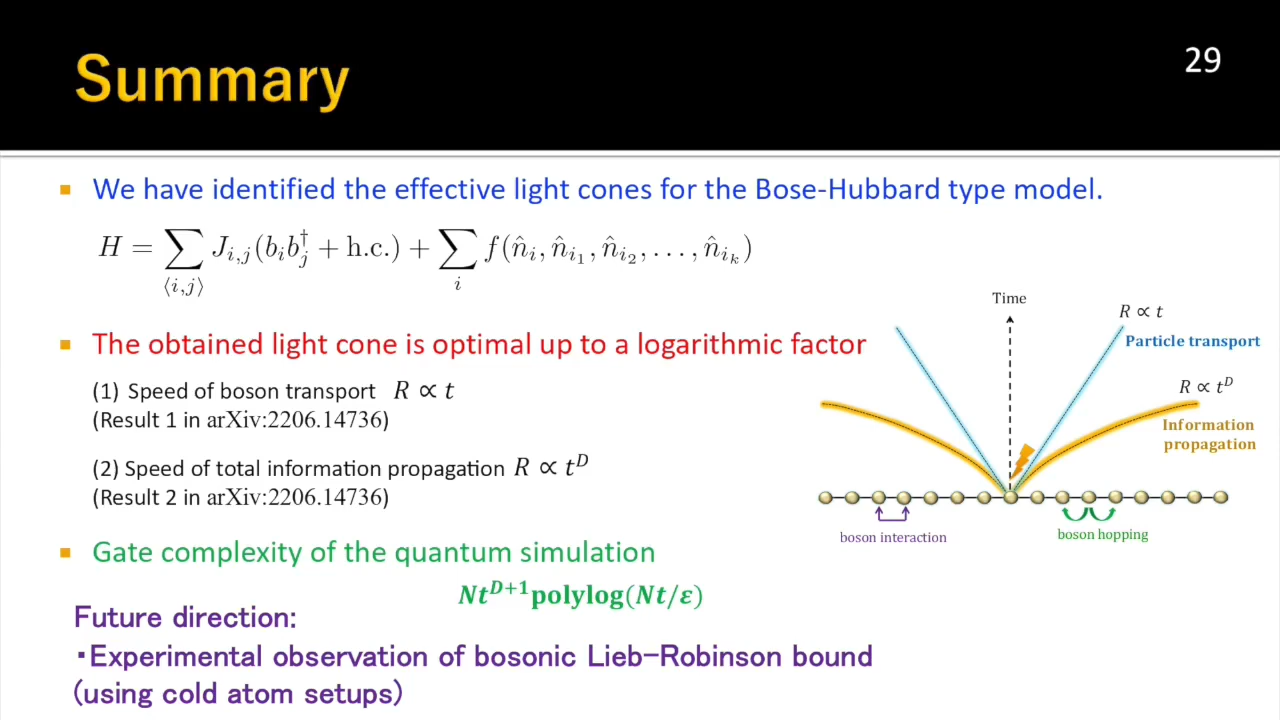 Summary
29
We have identified the effective light cones for the Bose-Hubbard type model.
H = ∑_{⟨i,j⟩} J_{i,j}(b_i b_j^† + h.c.) + ∑_i f(n̂_i, n̂_{i_1}, n̂_{i_2}, . . . , n̂_{i_k})
The obtained light cone is optimal up to a logarithmic factor
(1) Speed of boson transport R ∝ t
(Result 1 in arXiv:2206.14736)
(2) Speed of total information propagation R ∝ t^D
(Result 2 in arXiv:2206.14736)
Time
R ∝ t
Particle transport
R ∝ t^D
Information
propagation
boson interaction
boson hopping
Gate complexity of the quantum simulation
Nt^{D+1}polylog(Nt/ε)
Future direction:
・Experimental observation of bosonic Lieb-Robinson bound
(using cold atom setups)